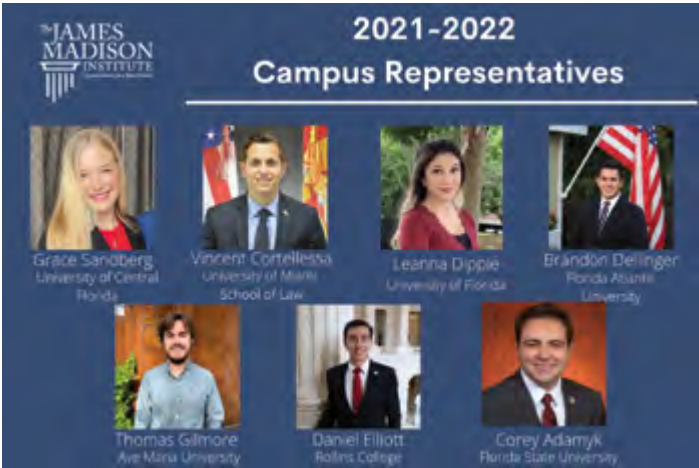 The JAMES
MADISON
INSTITUTE
2021-2022
Campus Representatives
Grace Sandberg
University of Central
Florida
Vincent Cortellessa
University of Miami
School of Law
Leanna Dipple
University of Florida
Brandon Dellinger
Florida Atlantic
University
Thomas Gilmore
Ave Maria University
Daniel Elliott
Rollins College
Corey Adamyk
Florida State University